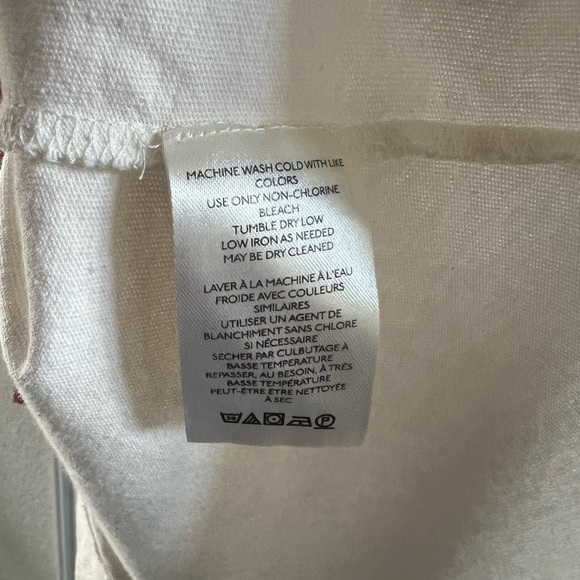 MACHINE WASH COLD WITH LIKE
COLORS
USE ONLY NON-CHLORINE
BLEACH
TUMBLE DRY LOW
LOW IRON AS NEEDED
MAY BE DRY CLEANED
LAVER À LA MACHINE À L'EAU
FROIDE AVEC COULEURS
SIMILAIRES
UTILISER UN AGENT DE
BLANCHIMENT SANS CHLORE
SI NÉCESSAIRE
SECHER PAR CULBUTAGE À
BASSE TEMPÉRATURE
REPASSER, AU BESOIN, À TRÈS
BASSE TEMPÉRATURE
PEUT-ÊTRE ÊTRE NETTOYÉE
À SEC
P